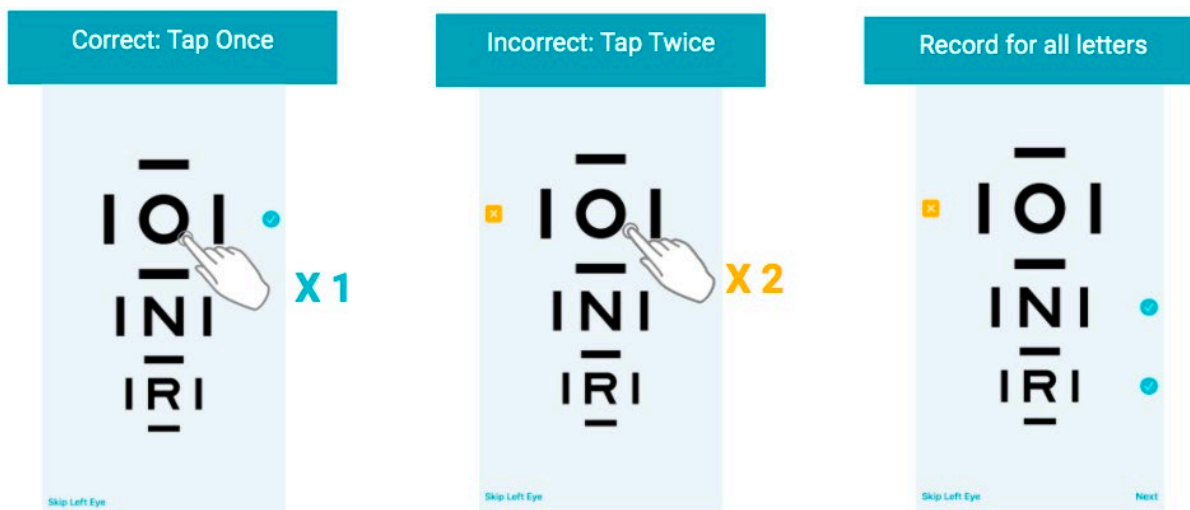 Correct: Tap Once
O
N
R
X 1
Skip Left Eye
Incorrect: Tap Twice
O
N
R
X 2
Skip Left Eye
Record for all letters
O
N
R
Skip Left Eye
Next